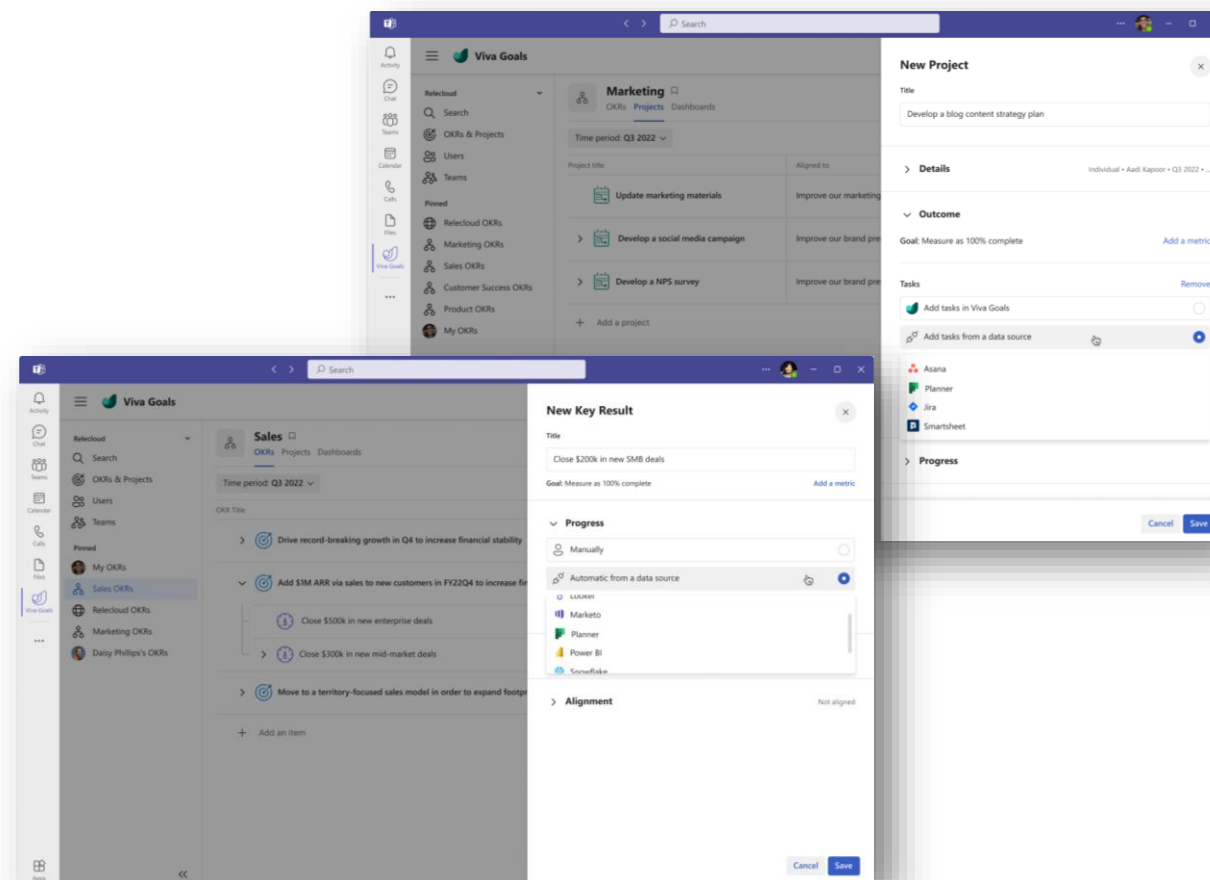 Search
Activity
Chat
Teams
Calendar
Calls
Files
Viva Goals
Viva Goals
Relecloud
Search
OKRs & Projects
Users
Teams
Pinned
Relecloud OKRs
Marketing OKRs
Sales OKRs
Customer Success OKRs
Product OKRs
My OKRs
Marketing
OKRs Projects Dashboards
Time period: Q3 2022
Project title Aligned to
Update marketing materials Improve our marketing
Develop a social media campaign Improve our brand pre
Develop a NPS survey Improve our brand pre
+ Add a project
New Project
Title
Develop a blog content strategy plan
Details Individual • Aadi Kapoor • Q3 2022 • ...
Outcome
Goal: Measure as 100% complete Add a metric
Tasks Remove
Add tasks in Viva Goals
Add tasks from a data source
Asana
Planner
Jira
Smartsheet
Progress
Cancel Save
Search
Activity
Chat
Teams
Calendar
Calls
Files
Viva Goals
Apps
Viva Goals
Relecloud
Search
OKRs & Projects
Users
Teams
Pinned
My OKRs
Sales OKRs
Relecloud OKRs
Marketing OKRs
Daisy Phillips's OKRs
Sales
OKRs Projects Dashboards
Time period: Q3 2022
OKR Title
Drive record-breaking growth in Q4 to increase financial stability
Add $1M ARR via sales to new customers in FY22Q4 to increase fin
Close $500k in new enterprise deals
Close $300k in new mid-market deals
Move to a territory-focused sales model in order to expand footpr
+ Add an item
New Key Result
Title
Close $200k in new SMB deals
Goal: Measure as 100% complete Add a metric
Progress
Manually
Automatic from a data source
Looker
Marketo
Planner
Power BI
Snowflake
Alignment Not aligned
Cancel Save